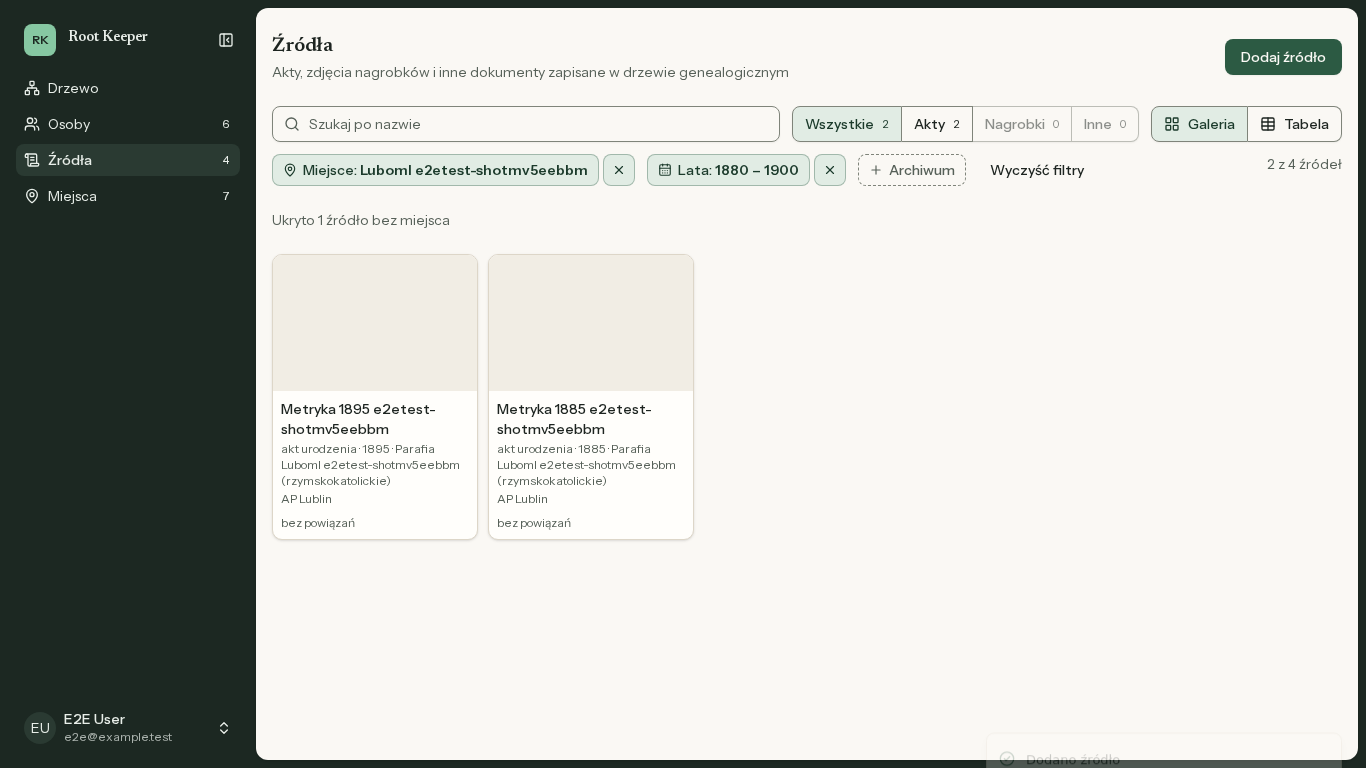 RK
Root Keeper
Drzewo
Osoby 6
Źródła 4
Miejsca 7
Źródła
Akty, zdjęcia nagrobków i inne dokumenty zapisane w drzewie genealogicznym
Dodaj źródło
Szukaj po nazwie
Wszystkie 2
Akty 2
Nagrobki 0
Inne 0
Galeria
Tabela
Miejsce: Luboml e2etest-shotmv5eebbm
Lata: 1880 – 1900
Archiwum
Wyczyść filtry
2 z 4 źródeł
Ukryto 1 źródło bez miejsca
Metryka 1895 e2etest-
shotmv5eebbm
akt urodzenia · 1895 · Parafia
Luboml e2etest-shotmv5eebbm
(rzymskokatolickie)
AP Lublin
bez powiązań
Metryka 1885 e2etest-
shotmv5eebbm
akt urodzenia · 1885 · Parafia
Luboml e2etest-shotmv5eebbm
(rzymskokatolickie)
AP Lublin
bez powiązań
EU
E2E User
e2e@example.test
Dodano źródło